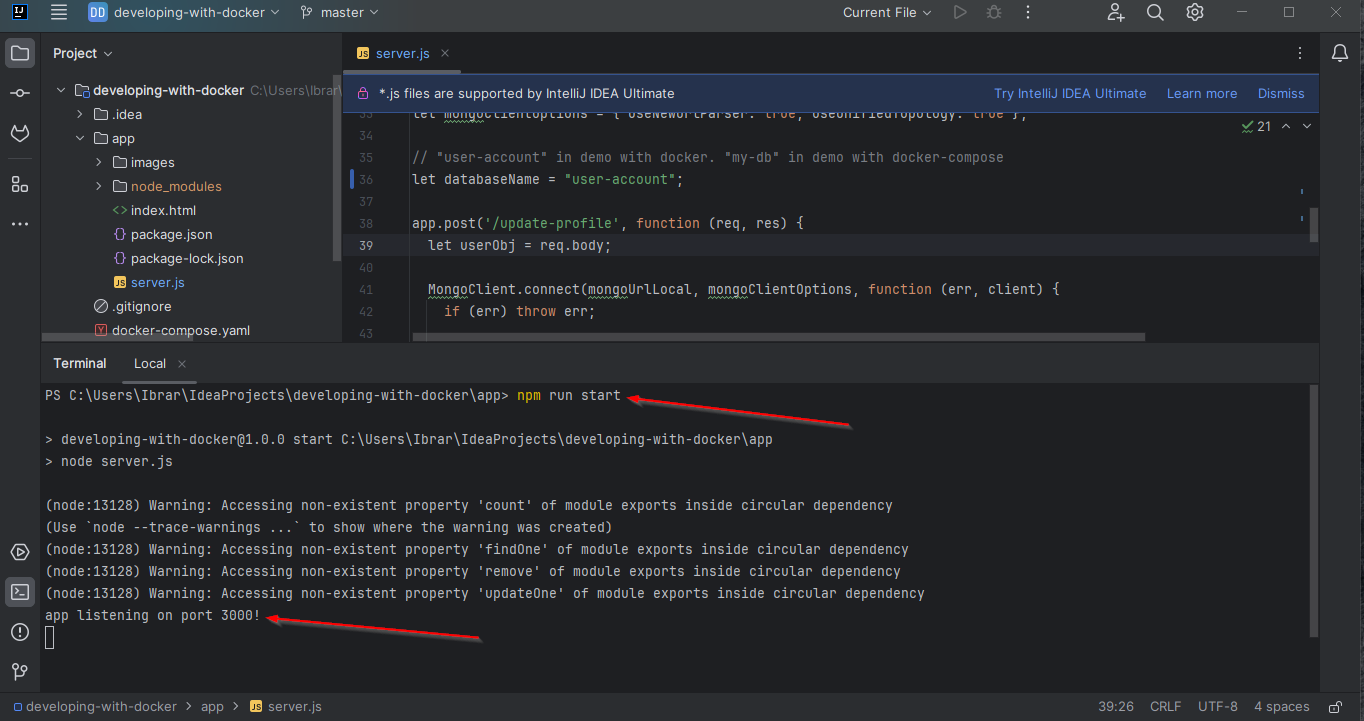 IJ DD developing-with-docker master Current File
Project
server.js
developing-with-docker C:\Users\Ibrar\
*.js files are supported by IntelliJ IDEA Ultimate Try IntelliJ IDEA Ultimate Learn more Dismiss
.idea
app
images
node_modules
<> index.html
{} package.json
{} package-lock.json
JS server.js
.gitignore
Y docker-compose.yaml
33 let mongoClientOptions = { useNewUrlParser: true, useUnifiedTopology: true };
21
34
35 // "user-account" in demo with docker. "my-db" in demo with docker-compose
36 let databaseName = "user-account";
37
38 app.post('/update-profile', function (req, res) {
39 let userObj = req.body;
40
41 MongoClient.connect(mongoUrlLocal, mongoClientOptions, function (err, client) {
42 if (err) throw err;
43
Terminal Local
PS C:\Users\Ibrar\IdeaProjects\developing-with-docker\app> npm run start
> developing-with-docker@1.0.0 start C:\Users\Ibrar\IdeaProjects\developing-with-docker\app
> node server.js
(node:13128) Warning: Accessing non-existent property 'count' of module exports inside circular dependency
(Use `node --trace-warnings ...` to show where the warning was created)
(node:13128) Warning: Accessing non-existent property 'findOne' of module exports inside circular dependency
(node:13128) Warning: Accessing non-existent property 'remove' of module exports inside circular dependency
(node:13128) Warning: Accessing non-existent property 'updateOne' of module exports inside circular dependency
app listening on port 3000!
developing-with-docker > app > JS server.js 39:26 CRLF UTF-8 4 spaces